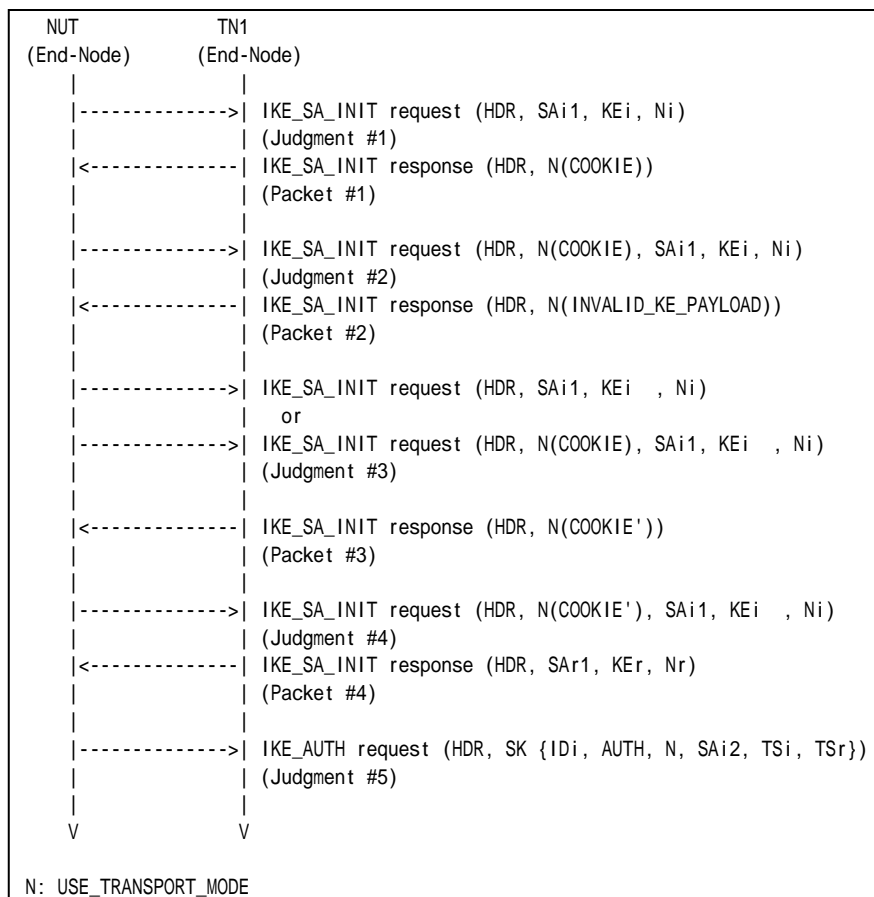 NUT TN1
(End-Node) (End-Node)
| |
|-------------->| IKE_SA_INIT request (HDR, SAi1, KEi, Ni)
| | (Judgment #1)
|<--------------| IKE_SA_INIT response (HDR, N(COOKIE))
| | (Packet #1)
| |
|-------------->| IKE_SA_INIT request (HDR, N(COOKIE), SAi1, KEi, Ni)
| | (Judgment #2)
|<--------------| IKE_SA_INIT response (HDR, N(INVALID_KE_PAYLOAD))
| | (Packet #2)
| |
|-------------->| IKE_SA_INIT request (HDR, SAi1, KEi , Ni)
| | or
|-------------->| IKE_SA_INIT request (HDR, N(COOKIE), SAi1, KEi , Ni)
| | (Judgment #3)
| |
|<--------------| IKE_SA_INIT response (HDR, N(COOKIE'))
| | (Packet #3)
| |
|-------------->| IKE_SA_INIT request (HDR, N(COOKIE'), SAi1, KEi , Ni)
| | (Judgment #4)
|<--------------| IKE_SA_INIT response (HDR, SAr1, KEr, Nr)
| | (Packet #4)
| |
|-------------->| IKE_AUTH request (HDR, SK {IDi, AUTH, N, SAi2, TSi, TSr})
| | (Judgment #5)
| |
V V
N: USE_TRANSPORT_MODE